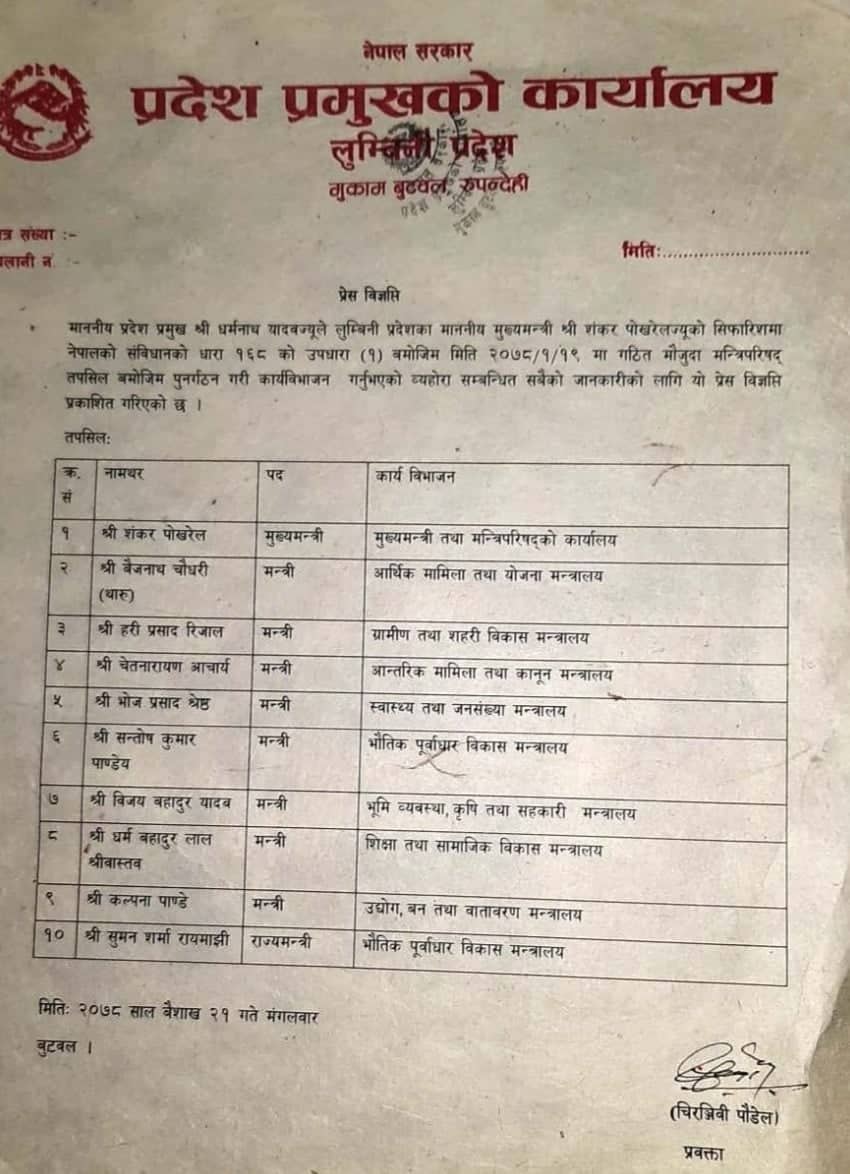 नेपाल सरकार
प्रदेश प्रमुखको कार्यालय
लुम्बिनी प्रदेश
मुकाम बुटवल, रुपन्देही
त्र संख्या :-
लानी न :-
मितिः............................
प्रेस विज्ञप्ति
माननीय प्रदेश प्रमुख श्री धर्मनाथ यादवज्यूले लुम्बिनी प्रदेशका माननीय मुख्यमन्त्री श्री शंकर पोखरेलज्यूको सिफारिशमा
नेपालको संविधानको धारा १६८ को उपधारा (१) बमोजिम मिति २०७८/१/१९ मा गठित मौजुदा मन्त्रिपरिषद्
तपसिल बमोजिम पुनर्गठन गरी कार्यविभाजन गर्नुभएको व्यहोरा सम्बन्धित सबैको जानकारीको लागि यो प्रेस विज्ञप्ति
प्रकाशित गरिएको छ ।
तपसिल:
क्र.सं नामथर पद कार्य विभाजन
१ श्री शंकर पोखरेल मुख्यमन्त्री मुख्यमन्त्री तथा मन्त्रिपरिषद्को कार्यालय
२ श्री बैजनाथ चौधरी मन्त्री आर्थिक मामिला तथा योजना मन्त्रालय
(थारू)
३ श्री हरी प्रसाद रिजाल मन्त्री ग्रामीण तथा शहरी विकास मन्त्रालय
४ श्री चेतनारायण आचार्य मन्त्री आन्तरिक मामिला तथा कानून मन्त्रालय
५ श्री भोज प्रसाद श्रेष्ठ मन्त्री स्वास्थ्य तथा जनसंख्या मन्त्रालय
६ श्री सन्तोष कुमार मन्त्री भौतिक पूर्वाधार विकास मन्त्रालय
पाण्डेय
७ श्री विजय बहादुर यादव मन्त्री भूमि व्यवस्था, कृषि तथा सहकारी मन्त्रालय
८ श्री धर्म बहादुर लाल मन्त्री शिक्षा तथा सामाजिक विकास मन्त्रालय
श्रीवास्तव
९ श्री कल्पना पाण्डे मन्त्री उद्योग, बन तथा वातावरण मन्त्रालय
१० श्री सुमन शर्मा रायमाझी राज्यमन्त्री भौतिक पूर्वाधार विकास मन्त्रालय
मितिः २०७८ साल बैशाख २१ गते मंगलवार
बुटवल ।
(चिरञ्जिवी पौडेल)
प्रवक्ता